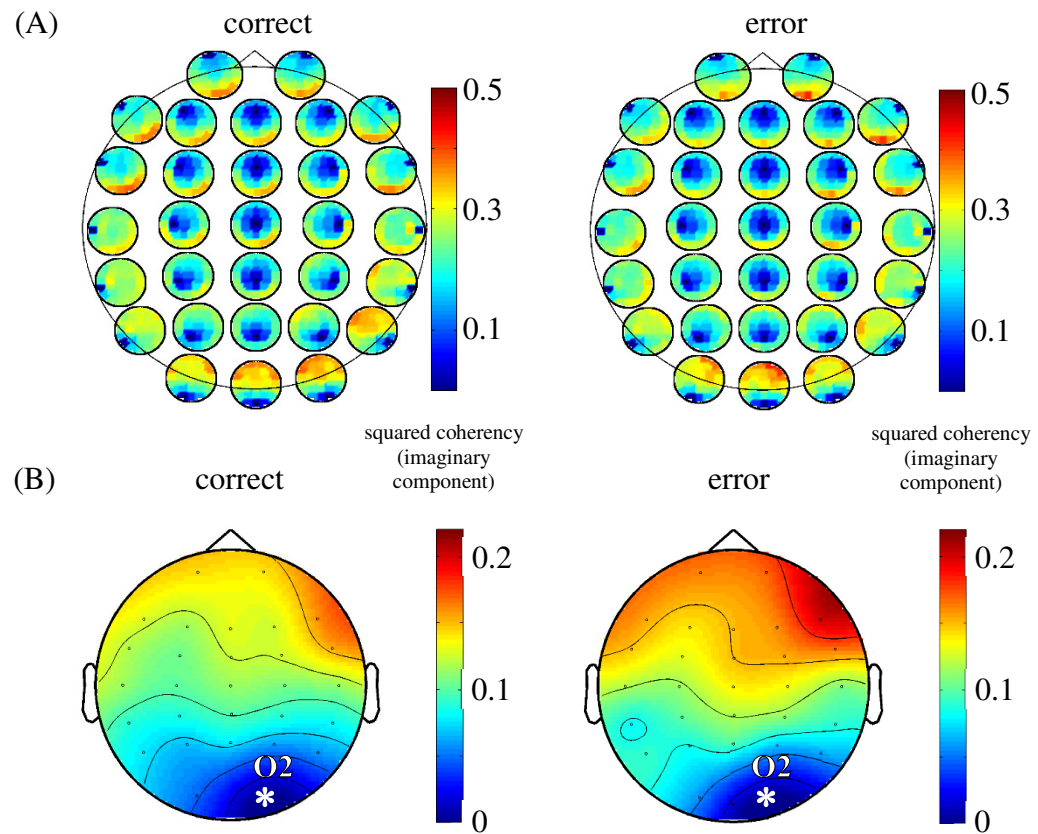 (A)
correct
error
0.5
0.3
0.1
0.5
0.3
0.1
squared coherency
(imaginary
component)
squared coherency
(imaginary
component)
(B)
correct
error
0.2
0.1
0
0.2
0.1
0
O2
*
O2
*